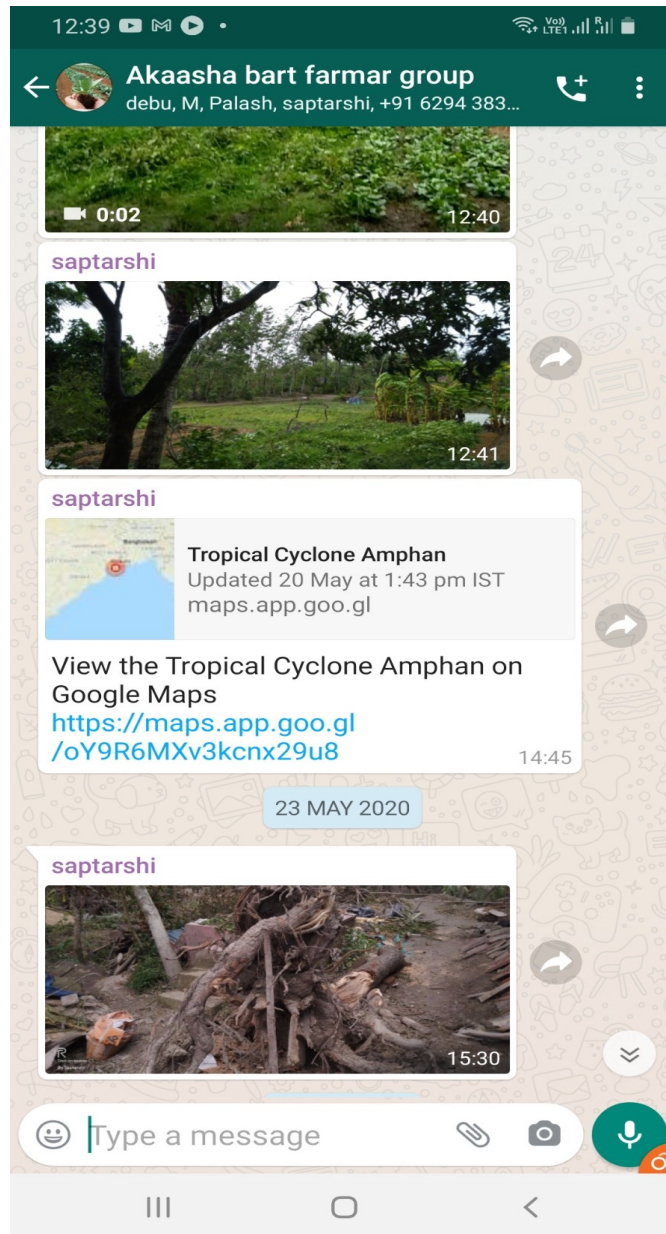 12:39
Vo)) LTE1 R
Akaasha bart farmar group
debu, M, Palash, saptarshi, +91 6294 383...
0:02
12:40
saptarshi
12:41
saptarshi
Tropical Cyclone Amphan
Updated 20 May at 1:43 pm IST
maps.app.goo.gl
View the Tropical Cyclone Amphan on
Google Maps
https://maps.app.goo.gl
/oY9R6MXv3kcnx29u8
14:45
23 MAY 2020
saptarshi
R
15:30
Type a message